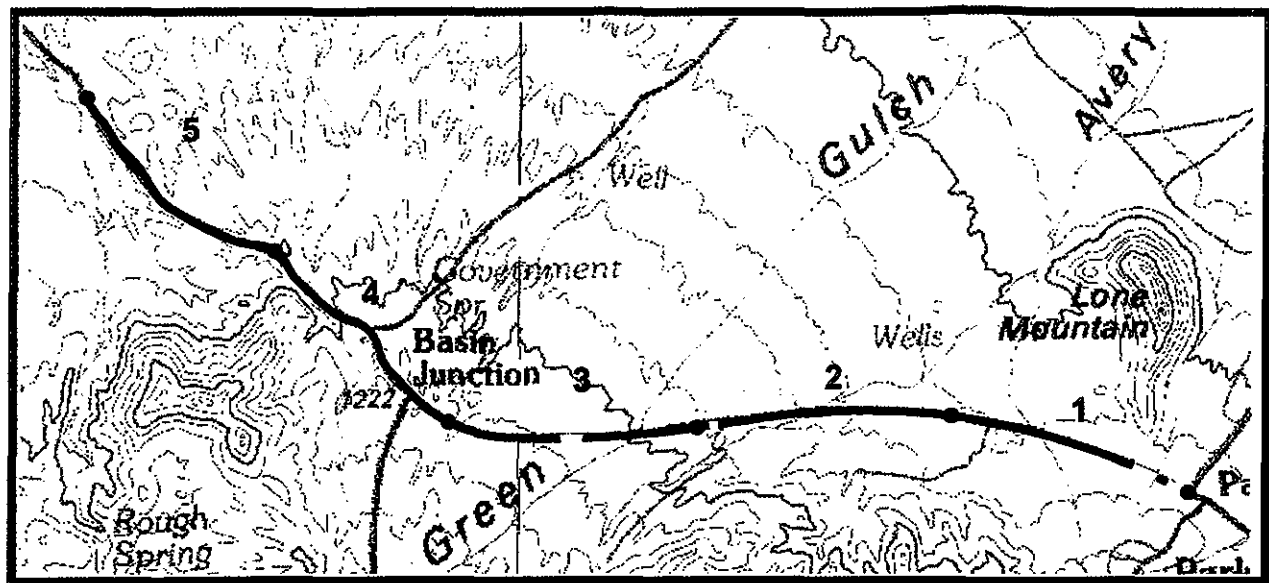 5
Avery
Gulch
Well
Government
Spr
4
Lone
Mountain
Basin
Junction
Wells
3
2
1
Green
Rough
Spring